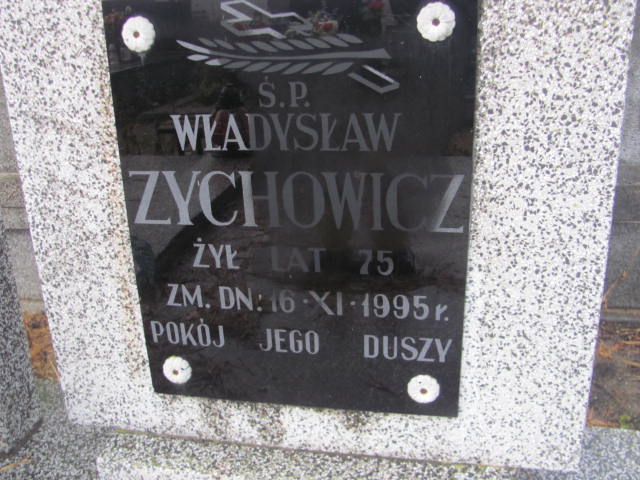 Ś.P.
WŁADYSŁAW
ZYCHOWICZ
ŻYŁ LAT 75
ZM. DN: 16·XI·1995 r.
POKÓJ JEGO DUSZY